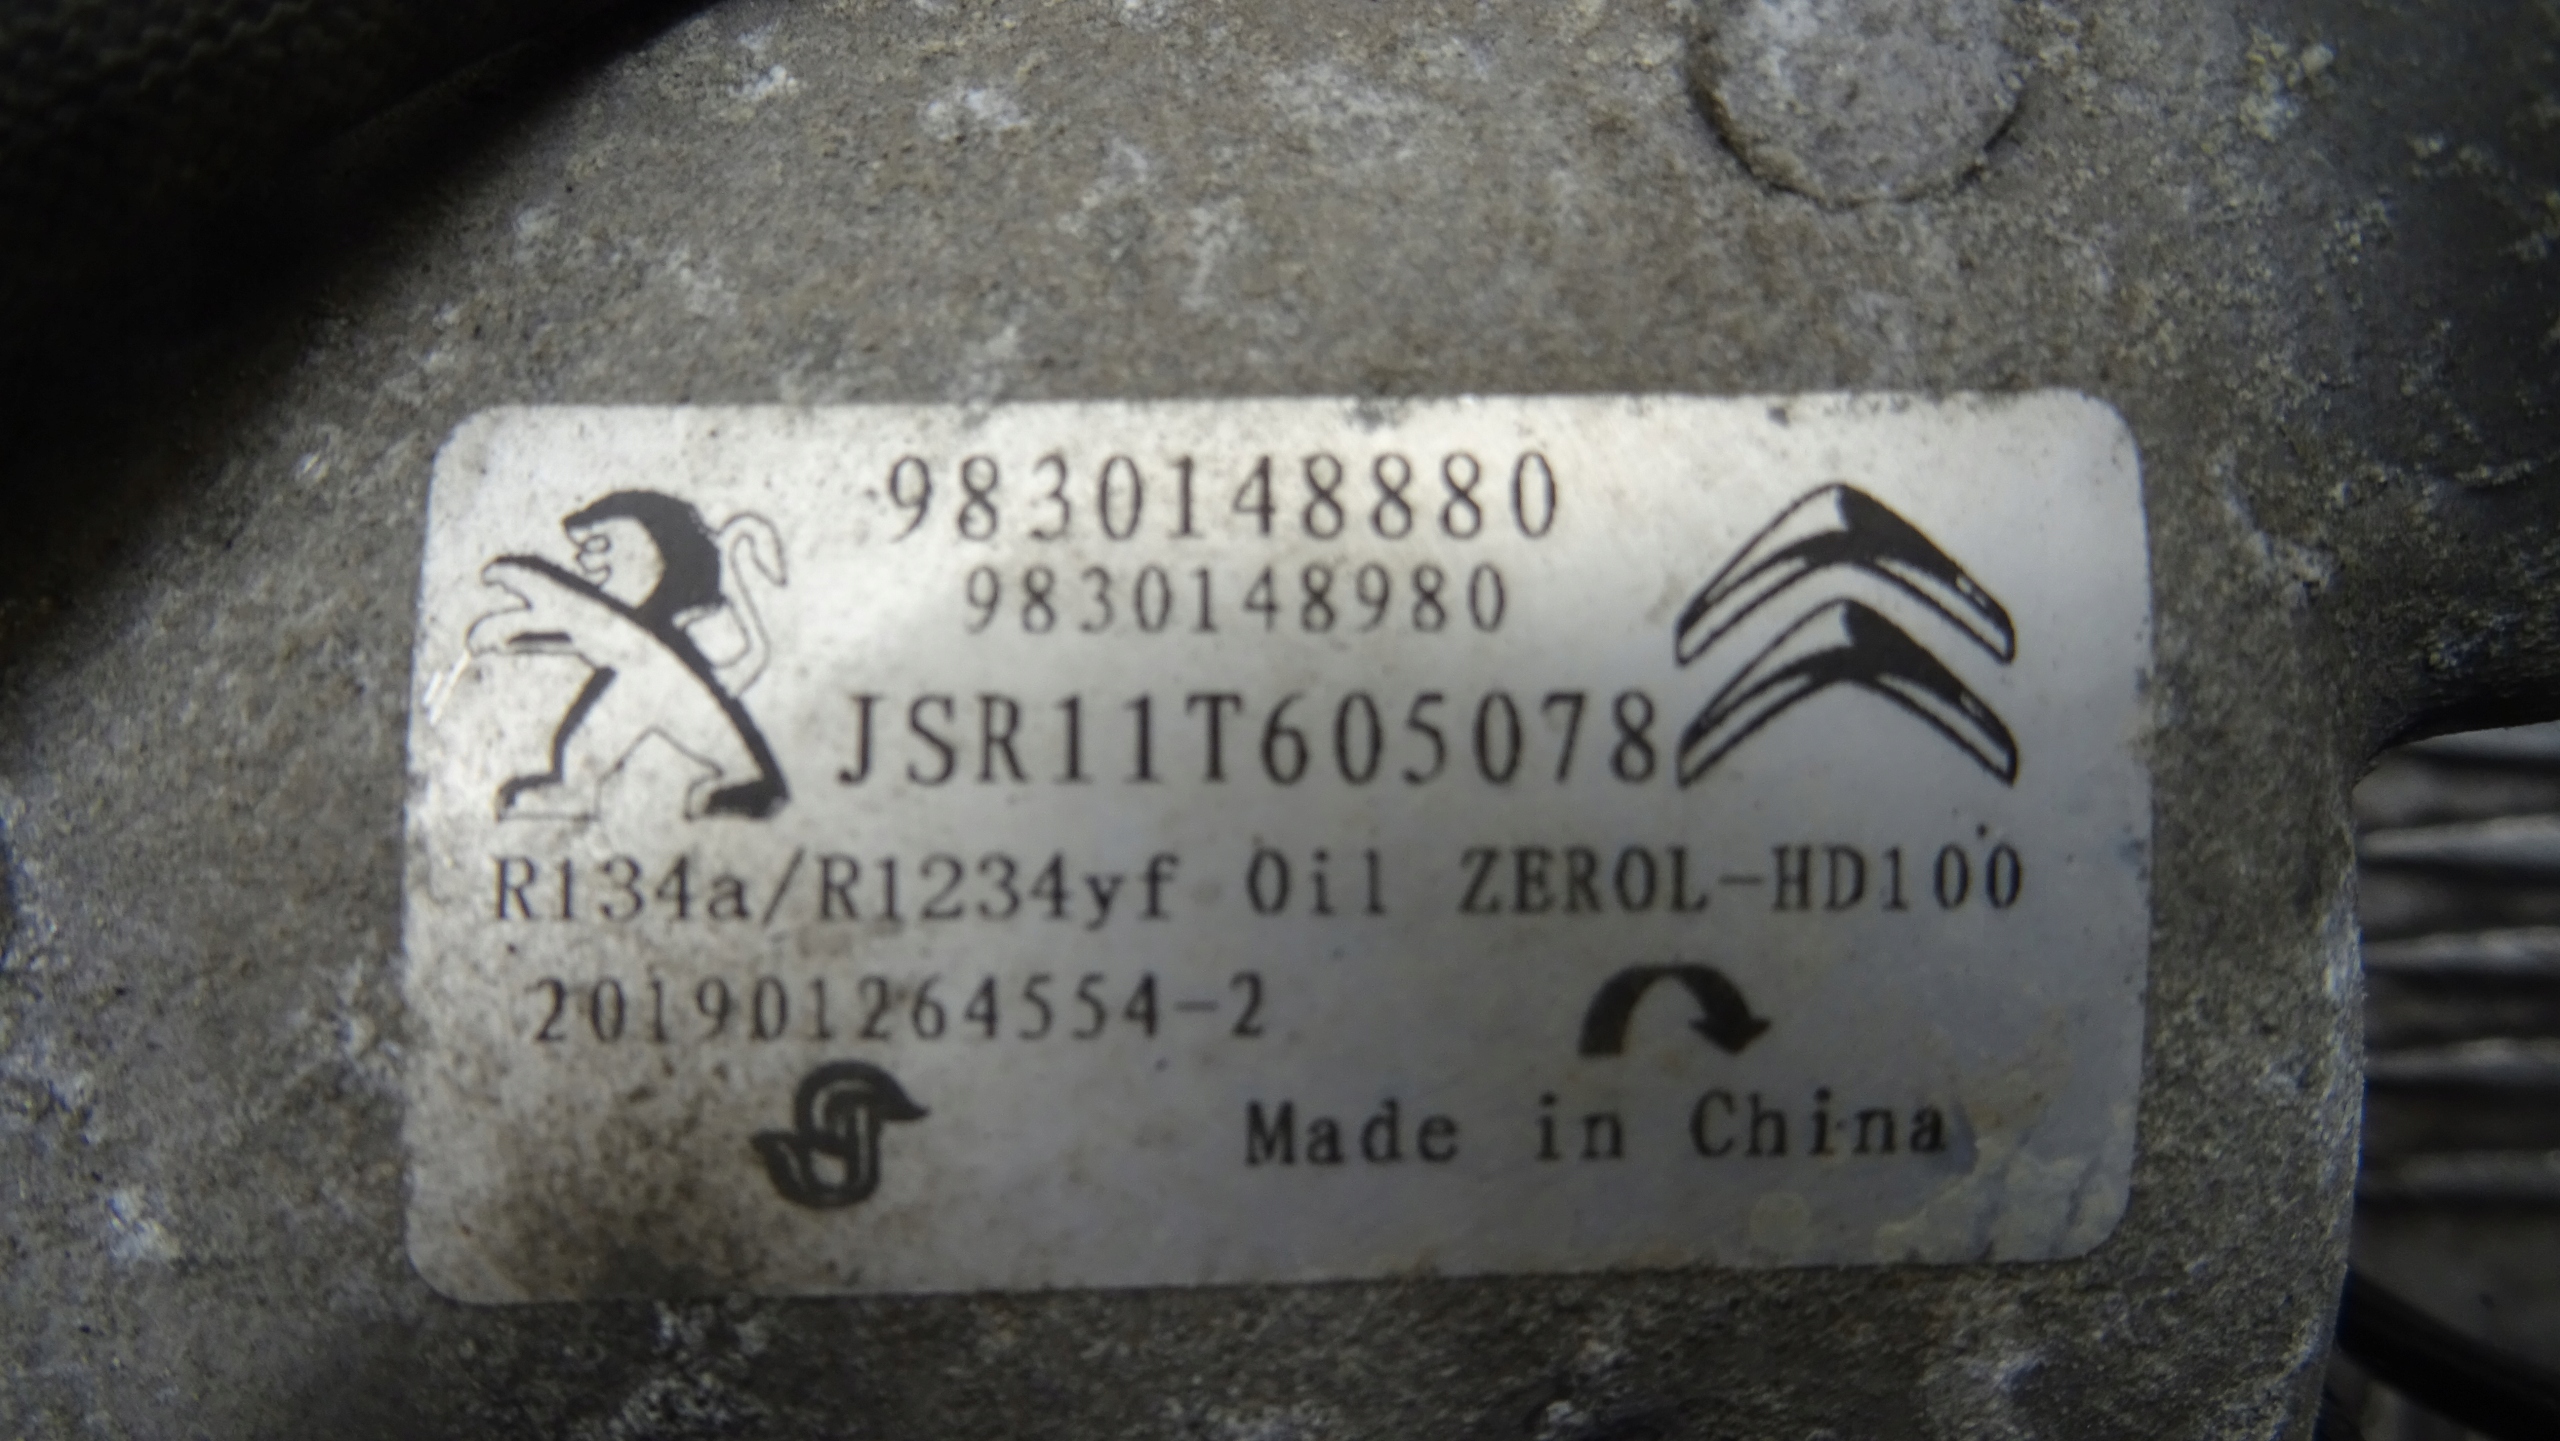 9830148880
9830148980
JSR11T605078
R134a/R1234yf Oil ZEROL-HD100
201901264554-2
Made in China